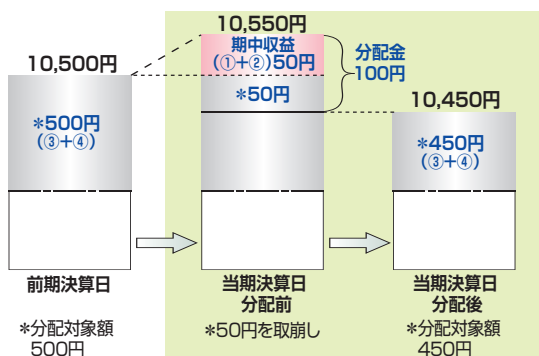 10,550円
期中収益
(①+②)50円
分配金
100円
10,500円
*50円
10,450円
*500円
(③+④)
*450円
(③+④)
前期決算日
当期決算日
分配前
当期決算日
分配後
*分配対象額
500円
*50円を取崩し
*分配対象額
450円